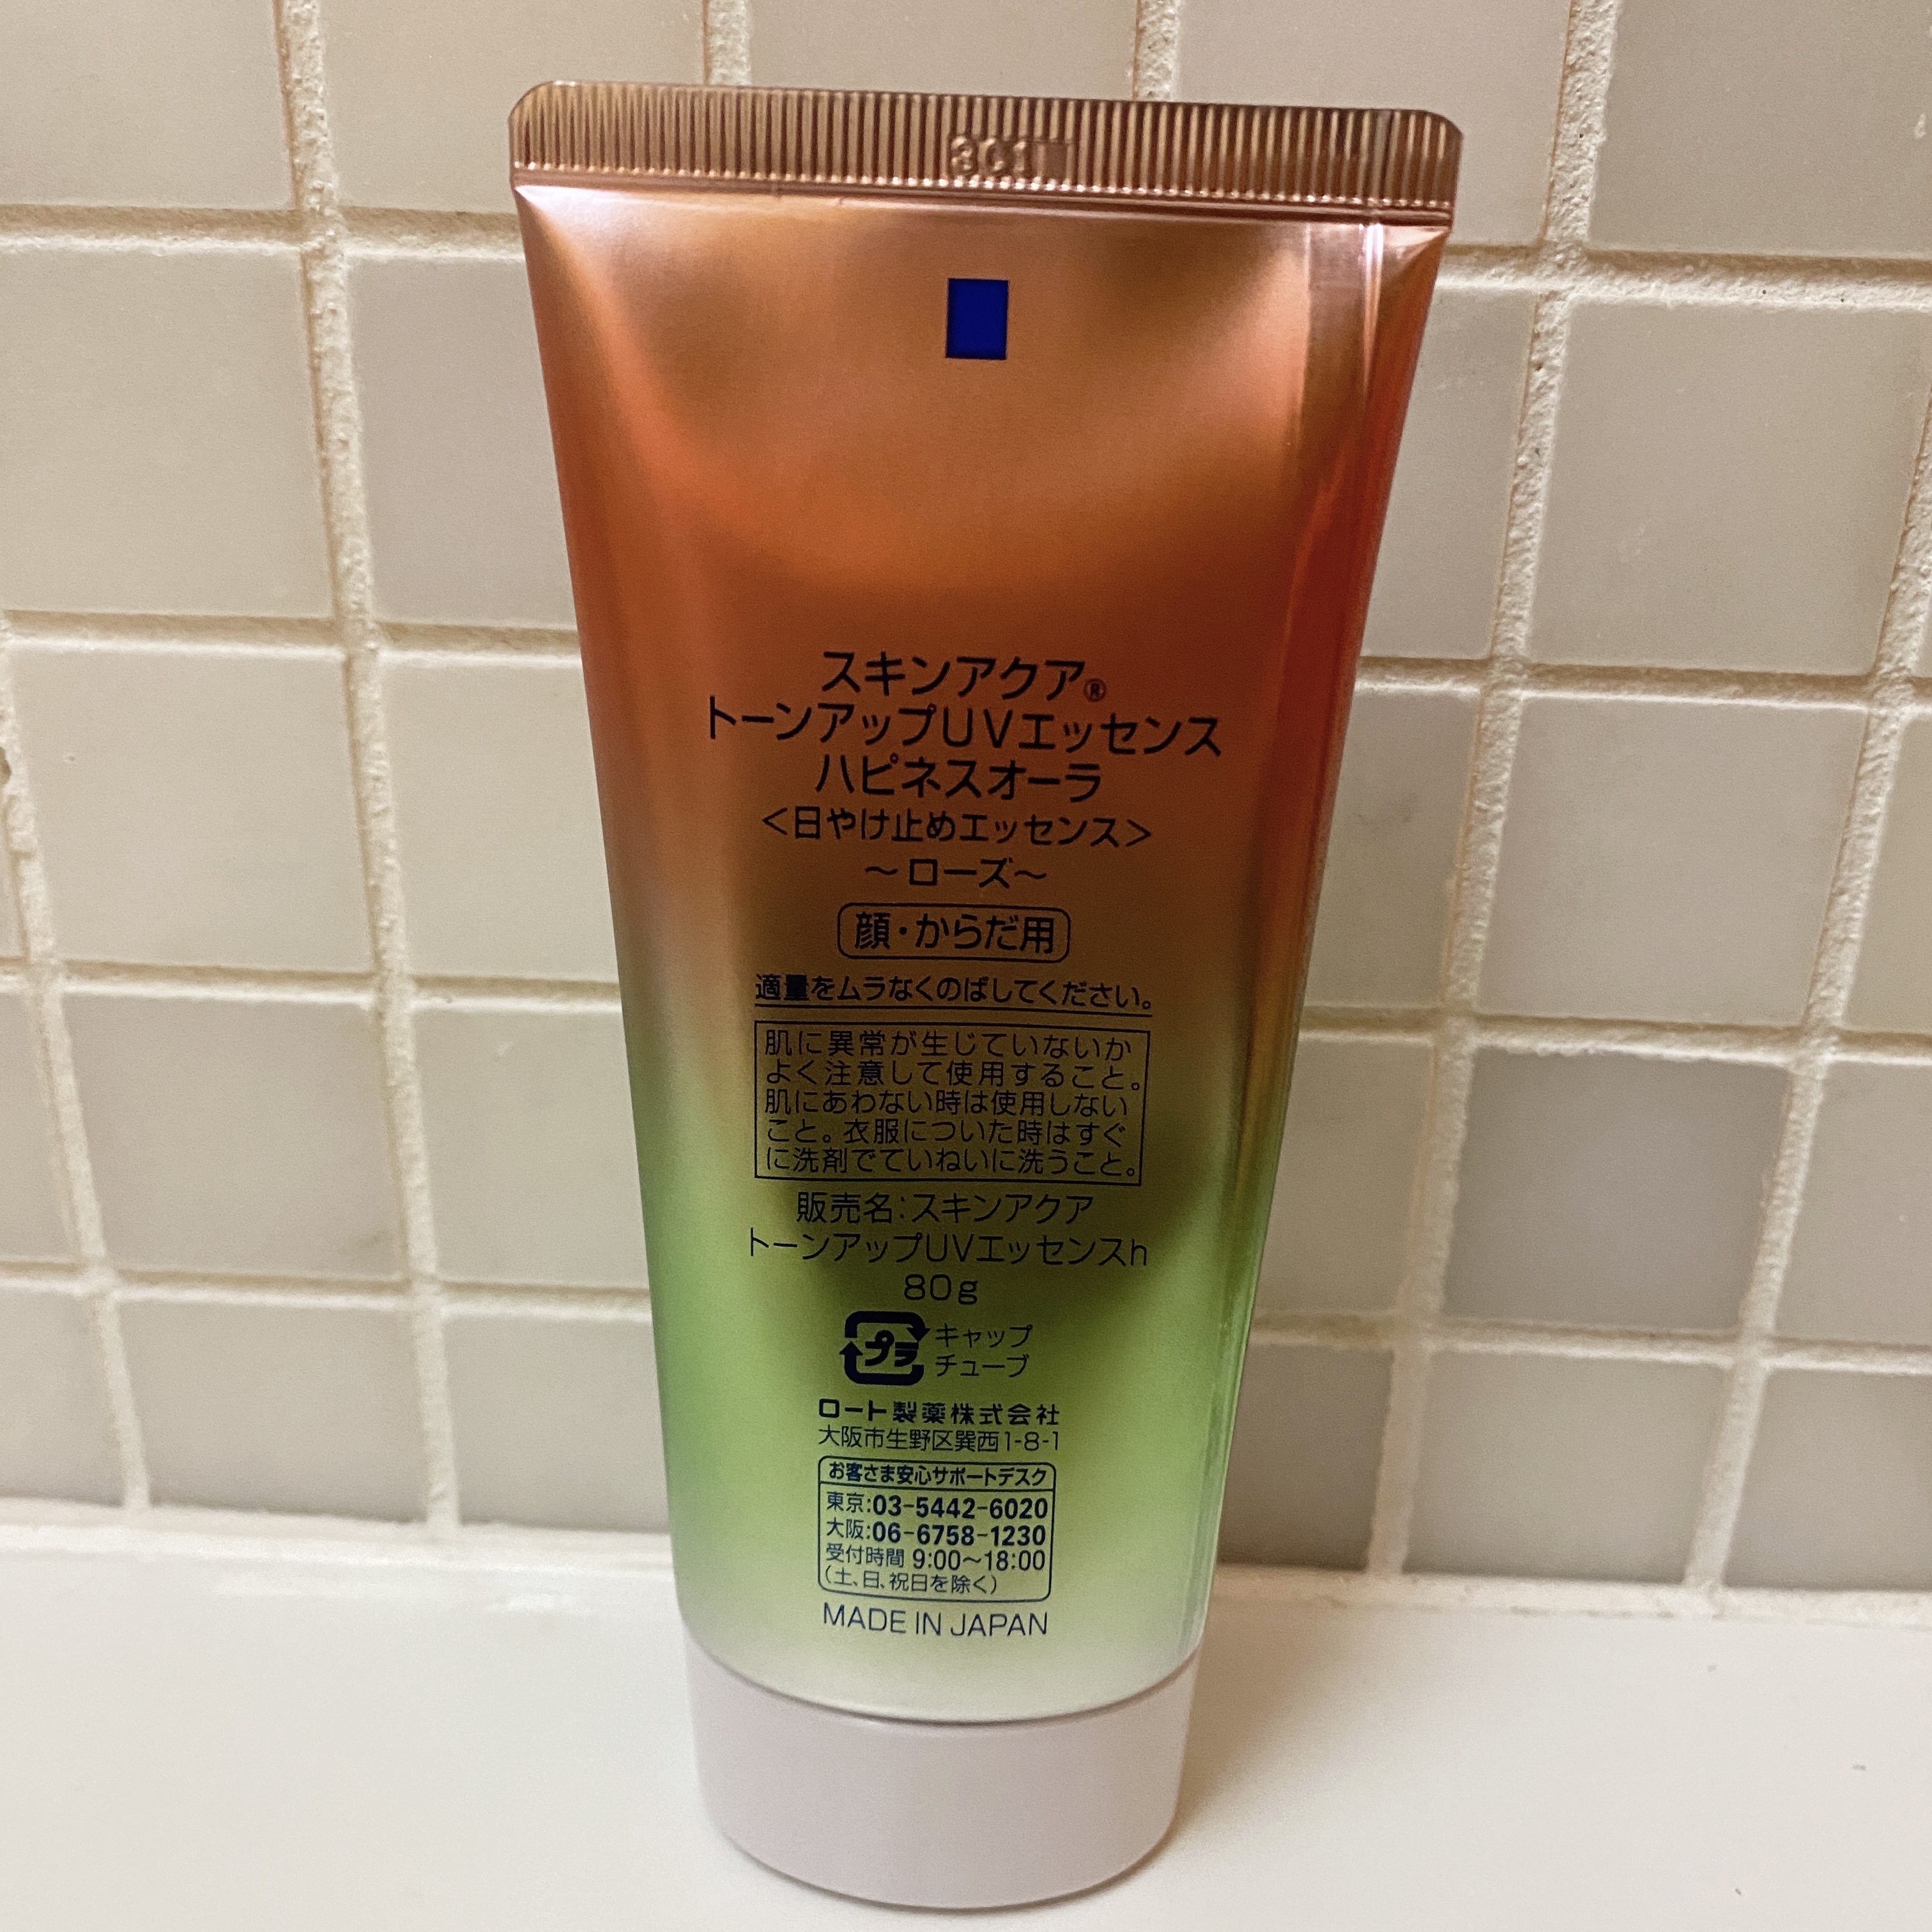 スキンアクア®
トーンアップUVエッセンス
ハピネスオーラ
<日やけ止めエッセンス>
~ローズ~
顔・からだ用
適量をムラなくのばしてください。
肌に異常が生じていないか
よく注意して使用すること。
肌にあわない時は使用しない
こと。衣服についた時はすぐ
に洗剤でていねいに洗うこと。
販売名:スキンアクア
トーンアップUVエッセンスh
80g
プラ キャップ
チューブ
ロート製薬株式会社
大阪市生野区巽西1-8-1
お客さま安心サポートデスク
東京:03-5442-6020
大阪:06-6758-1230
受付時間 9:00~18:00
(土、日、祝日を除く)
MADE IN JAPAN